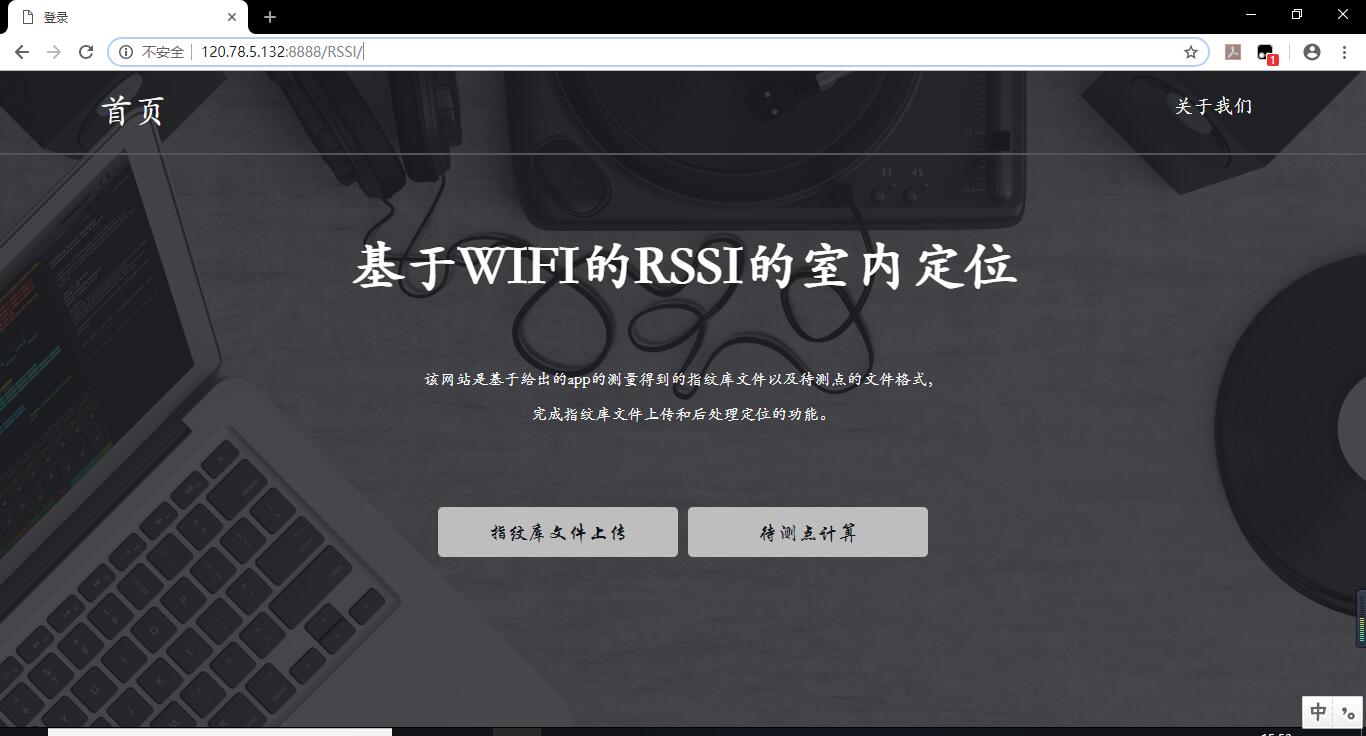 登录
不安全 120.78.5.132:8888/RSSI/
1
首页
关于我们
33 45
基于WIFI的RSSI的室内定位
该网站是基于给出的app的测量得到的指纹库文件以及待测点的文件格式，
完成指纹库文件上传和后处理定位的功能。
指纹库文件上传
待测点计算
中